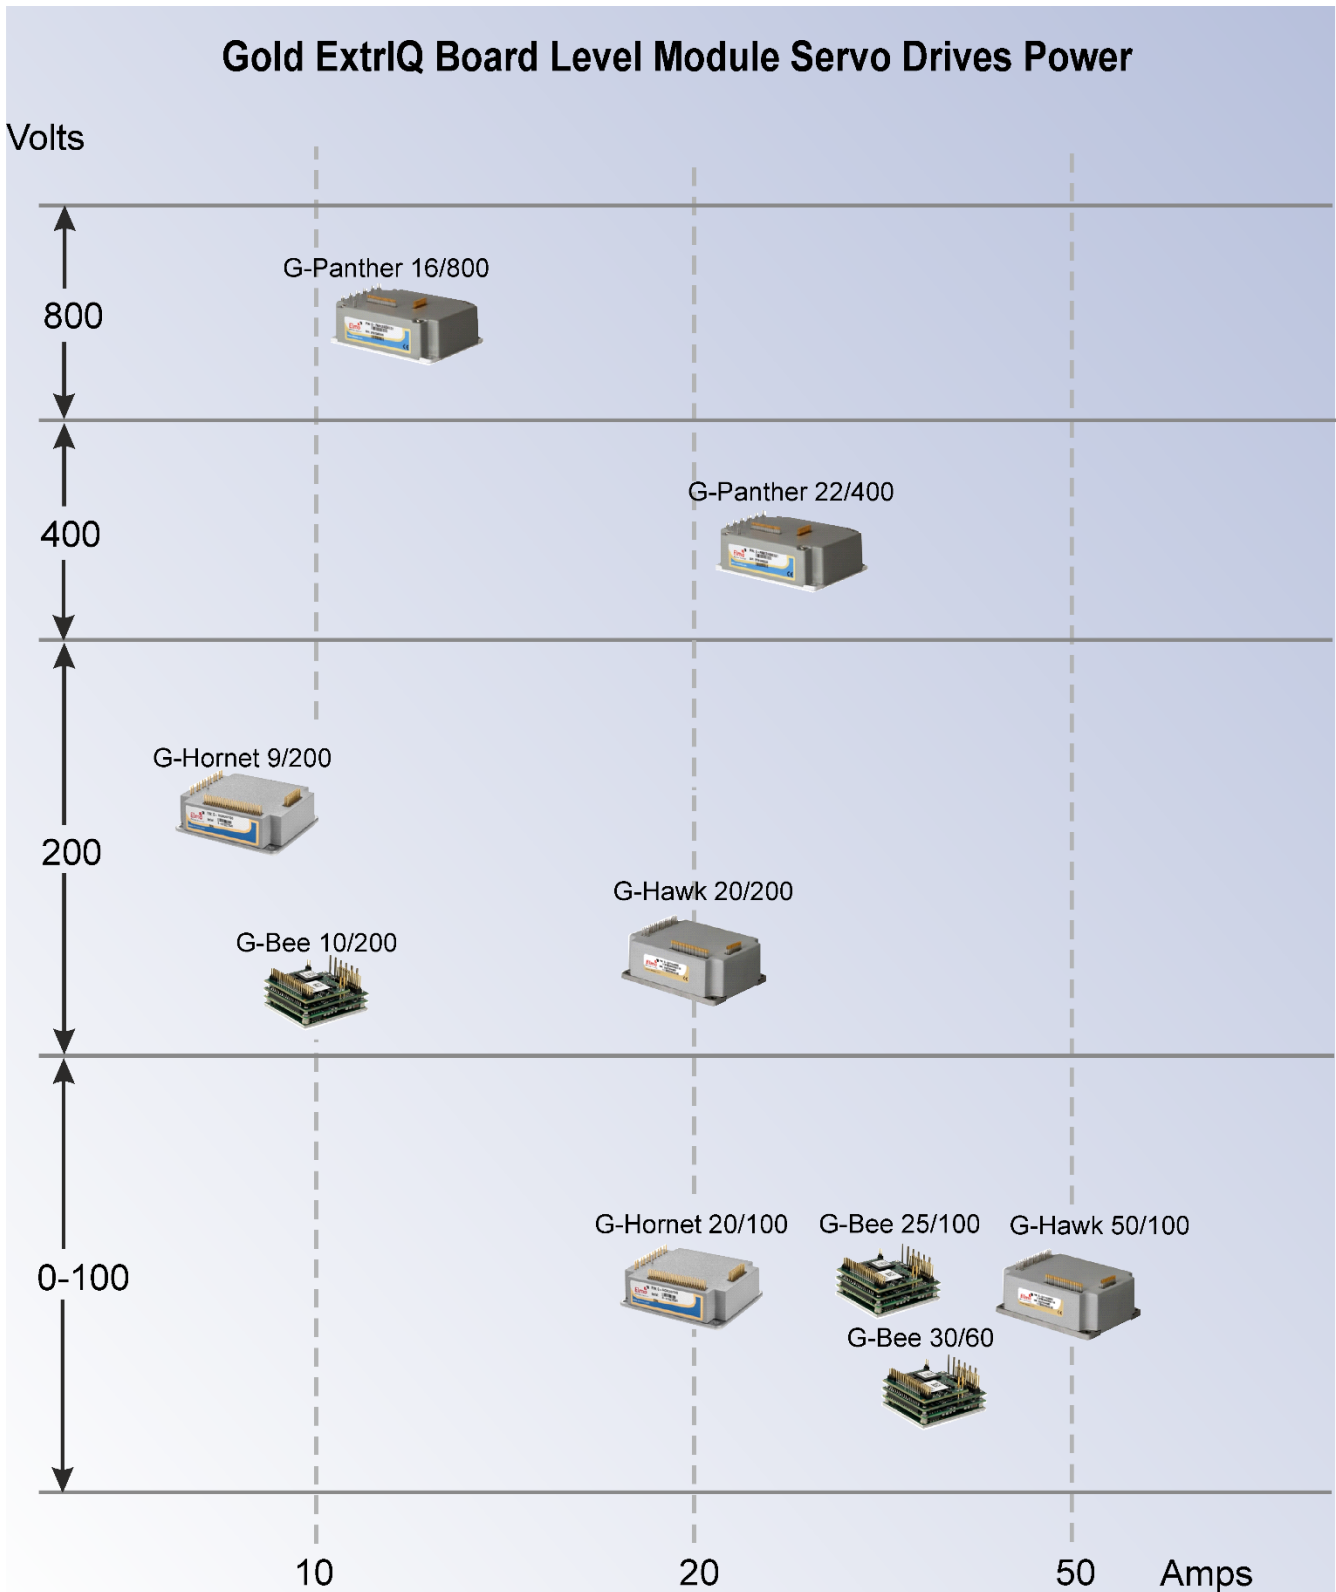 Gold ExtrIQ Board Level Module Servo Drives Power
Volts
G-Panther 16/800
800
G-Panther 22/400
400
G-Hornet 9/200
200
G-Hawk 20/200
G-Bee 10/200
G-Hornet 20/100 G-Bee 25/100 G-Hawk 50/100
0-100
G-Bee 30/60
10 20 50 Amps